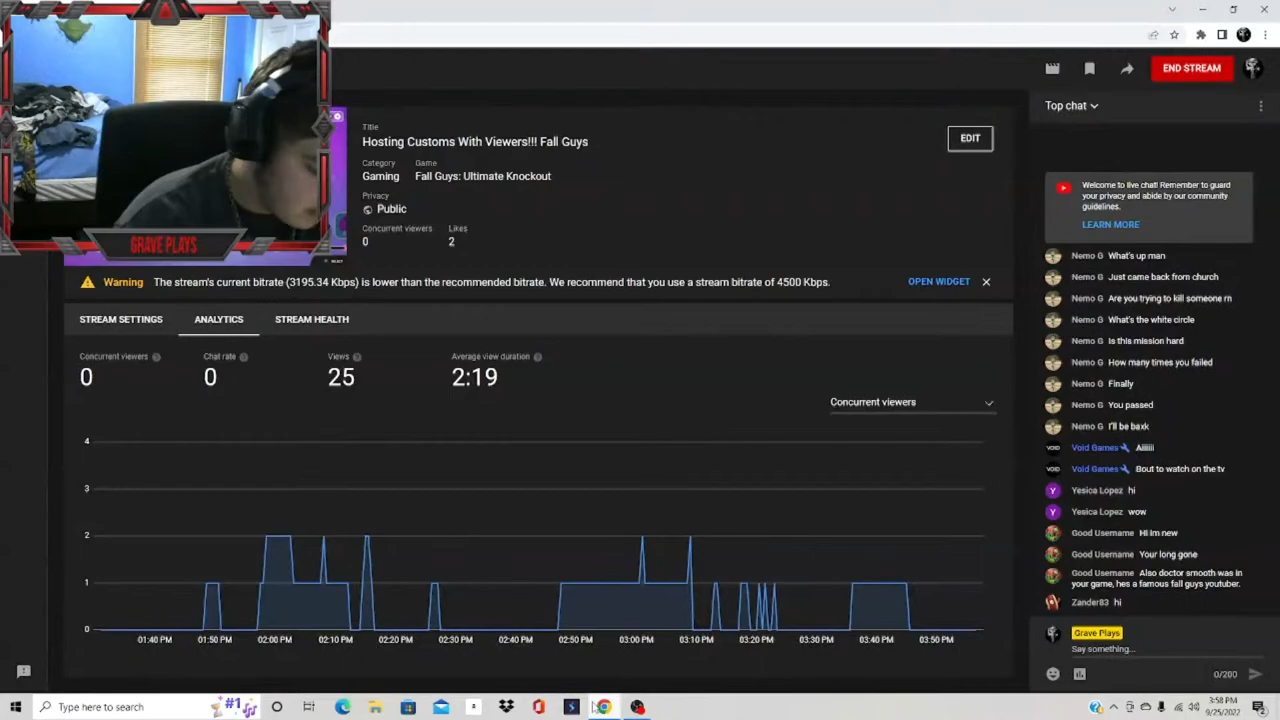 END STREAM
Top chat
Title
Hosting Customs With Viewers!!! Fall Guys
EDIT
Category
Game
Gaming
Fall Guys: Ultimate Knockout
Privacy
Public
Concurrent viewers
Likes
0
2
GRAVE PLAYS
Warning
The stream's current bitrate (3195.34 Kbps) is lower than the recommended bitrate. We recommend that you use a stream bitrate of 4500 Kbps.
OPEN WIDGET
STREAM SETTINGS
ANALYTICS
STREAM HEALTH
Concurrent viewers
Chat rate
Views
Average view duration
0
0
25
2:19
Concurrent viewers
4
3
2
1
0
01:40 PM
01:50 PM
02:00 PM
02:10 PM
02:20 PM
02:30 PM
02:40 PM
02:50 PM
03:00 PM
03:10 PM
03:20 PM
03:30 PM
03:40 PM
03:50 PM
Welcome to live chat! Remember to guard
your privacy and abide by our community
guidelines.
LEARN MORE
Nemo G What's up man
Nemo G Just came back from church
Nemo G Are you trying to kill someone rn
Nemo G What's the white circle
Nemo G Is this mission hard
Nemo G How many times you failed
Nemo G Finally
Nemo G You passed
Nemo G I'll be baxk
Void Games Aiiiiii
Void Games Bout to watch on the tv
Yesica Lopez hi
Yesica Lopez wow
Good Username Hi im new
Good Username Your long gone
Good Username Also doctor smooth was in
your game, hes a famous fall guys youtuber.
Zander83 hi
Grave Plays
Say something...
0/200
Type here to search
#1
3:58 PM
9/25/2022